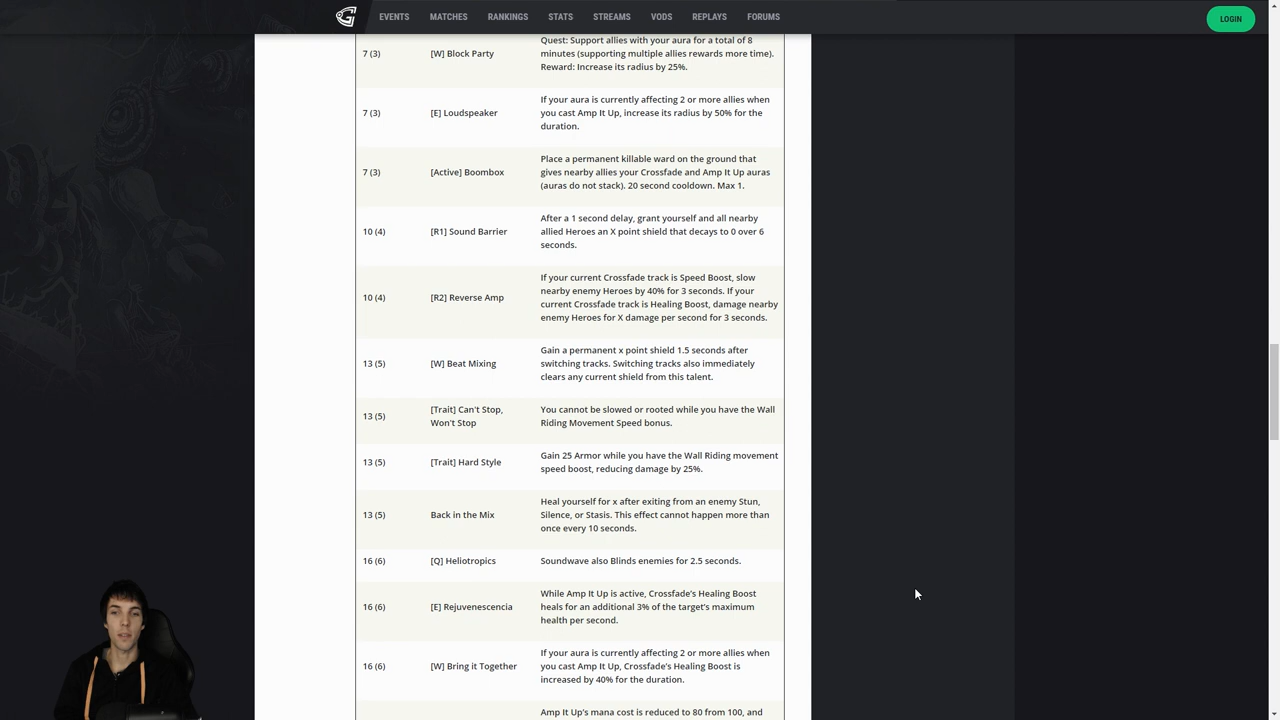 EVENTS MATCHES RANKINGS STATS STREAMS VODS REPLAYS FORUMS LOGIN
7 (3) [W] Block Party
Quest: Support allies with your aura for a total of 8
minutes (supporting multiple allies rewards more time).
Reward: Increase its radius by 25%.
7 (3) [E] Loudspeaker
If your aura is currently affecting 2 or more allies when
you cast Amp It Up, increase its radius by 50% for the
duration.
7 (3) [Active] Boombox
Place a permanent killable ward on the ground that
gives nearby allies your Crossfade and Amp It Up auras
(auras do not stack). 20 second cooldown. Max 1.
10 (4) [R1] Sound Barrier
After a 1 second delay, grant yourself and all nearby
allied Heroes an X point shield that decays to 0 over 6
seconds.
10 (4) [R2] Reverse Amp
If your current Crossfade track is Speed Boost, slow
nearby enemy Heroes by 40% for 3 seconds. If your
current Crossfade track is Healing Boost, damage nearby
enemy Heroes for X damage per second for 3 seconds.
13 (5) [W] Beat Mixing
Gain a permanent x point shield 1.5 seconds after
switching tracks. Switching tracks also immediately
clears any current shield from this talent.
13 (5) [Trait] Can't Stop,
Won't Stop
You cannot be slowed or rooted while you have the Wall
Riding Movement Speed bonus.
13 (5) [Trait] Hard Style
Gain 25 Armor while you have the Wall Riding movement
speed boost, reducing damage by 25%.
13 (5) Back in the Mix
Heal yourself for x after exiting from an enemy Stun,
Silence, or Stasis. This effect cannot happen more than
once every 10 seconds.
16 (6) [Q] Heliotropics
Soundwave also Blinds enemies for 2.5 seconds.
16 (6) [E] Rejuvenescencia
While Amp It Up is active, Crossfade's Healing Boost
heals for an additional 3% of the target's maximum
health per second.
16 (6) [W] Bring it Together
If your aura is currently affecting 2 or more allies when
you cast Amp It Up, Crossfade's Healing Boost is
increased by 40% for the duration.
Amp It Up's mana cost is reduced to 80 from 100, and